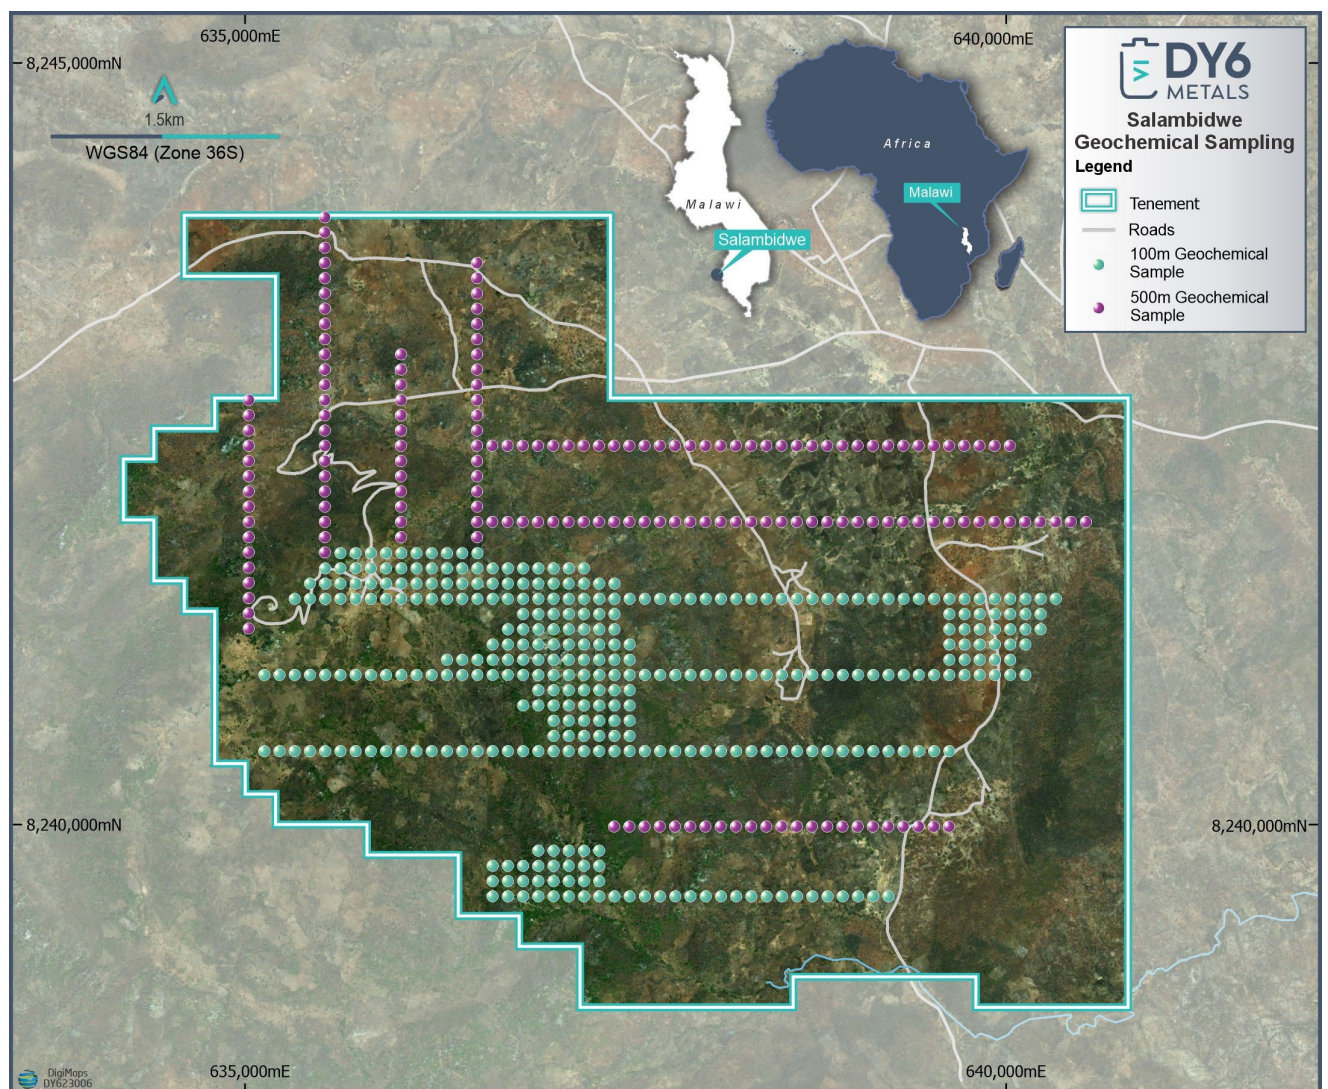 635,000mE
640,000mE
8,245,000mN
1.5km
WGS84 (Zone 36S)
Africa
Malawi
Malawi
Salambidwe
DY6
METALS
Salambidwe
Geochemical Sampling
Legend
Tenement
Roads
100m Geochemical
Sample
500m Geochemical
Sample
8,240,000mN
8,240,000mN
635,000mE
640,000mE
DigiMops
DY623006